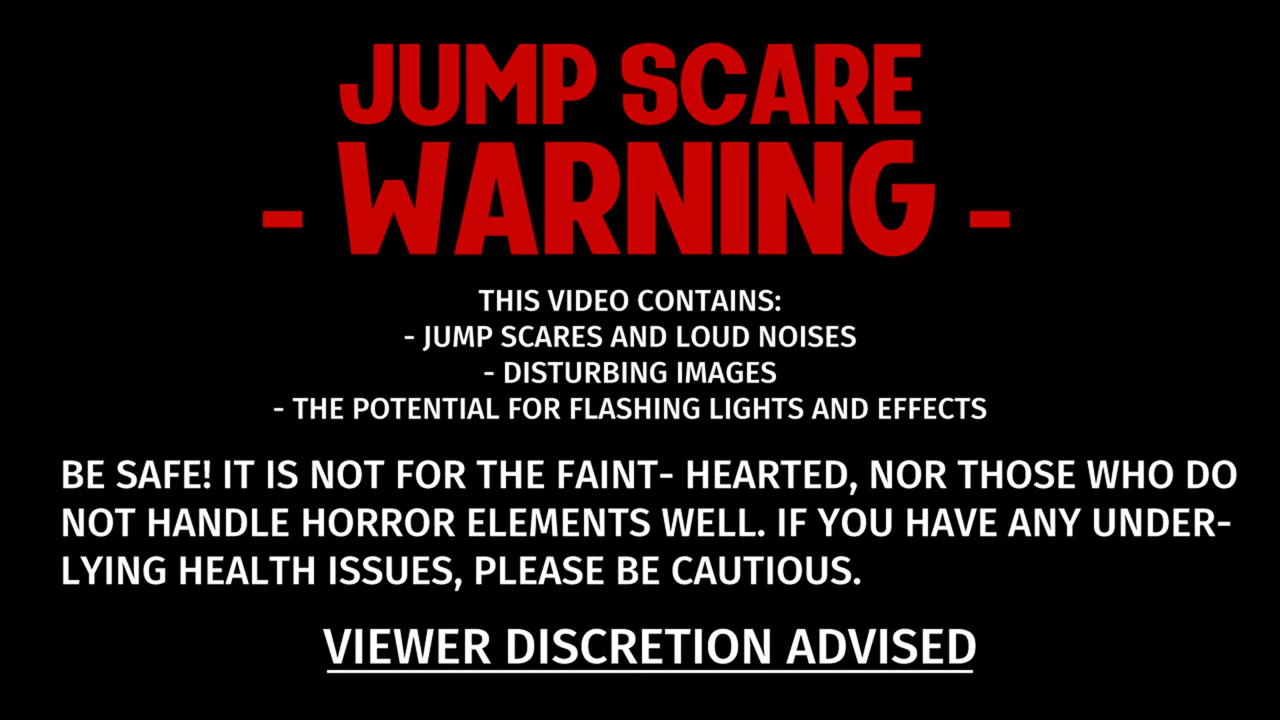 JUMP SCARE
- WARNING -
THIS VIDEO CONTAINS:
- JUMP SCARES AND LOUD NOISES
- DISTURBING IMAGES
- THE POTENTIAL FOR FLASHING LIGHTS AND EFFECTS
BE SAFE! IT IS NOT FOR THE FAINT- HEARTED, NOR THOSE WHO DO
NOT HANDLE HORROR ELEMENTS WELL. IF YOU HAVE ANY UNDER-
LYING HEALTH ISSUES, PLEASE BE CAUTIOUS.
VIEWER DISCRETION ADVISED